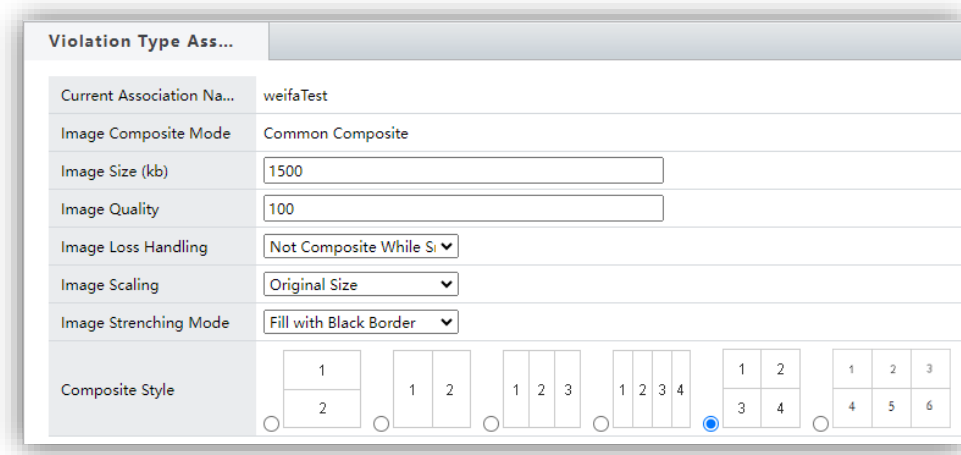 Violation Type Ass...
Current Association Na... weifaTest
Image Composite Mode Common Composite
Image Size (kb) 1500
Image Quality 100
Image Loss Handling Not Composite While
Image Scaling Original Size
Image Strenching Mode Fill with Black Border
Composite Style
1
2
1 2
1 2 3
1 2 3 4
1 2
3 4
1 2 3
4 5 6